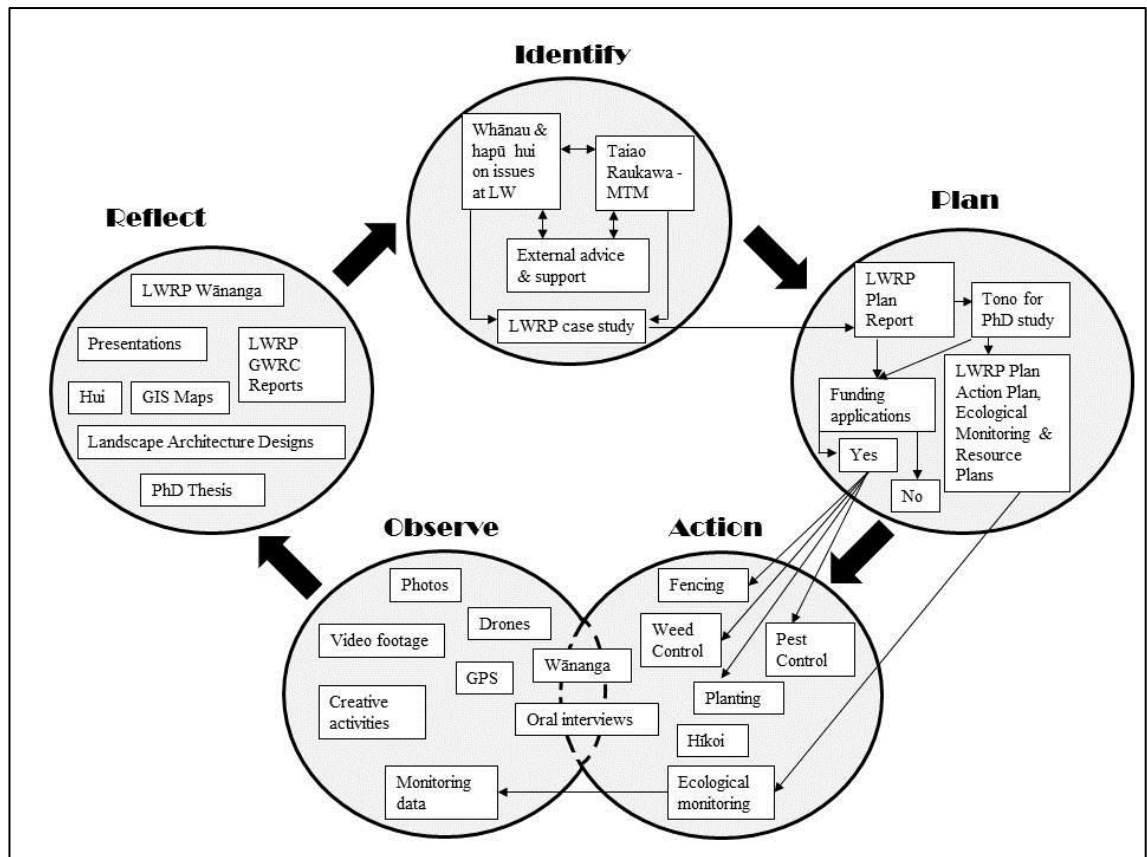 Identify
Whānau &
hapū hui
on issues
at LW
Taiao
Raukawa -
MTM
External advice
& support
LWRP case study
Plan
LWRP
Plan
Report
Tono for
PhD study
Funding
applications
LWRP Plan
Action Plan,
Ecological
Monitoring &
Resource
Plans
Yes
No
Action
Fencing
Weed
Control
Pest
Control
Planting
Hīkoi
Ecological
monitoring
Wānanga
Oral interviews
Observe
Photos
Drones
Video footage
GPS
Creative
activities
Monitoring
data
Reflect
LWRP Wānanga
Presentations
LWRP
GWRC
Reports
Hui
GIS Maps
Landscape Architecture Designs
PhD Thesis